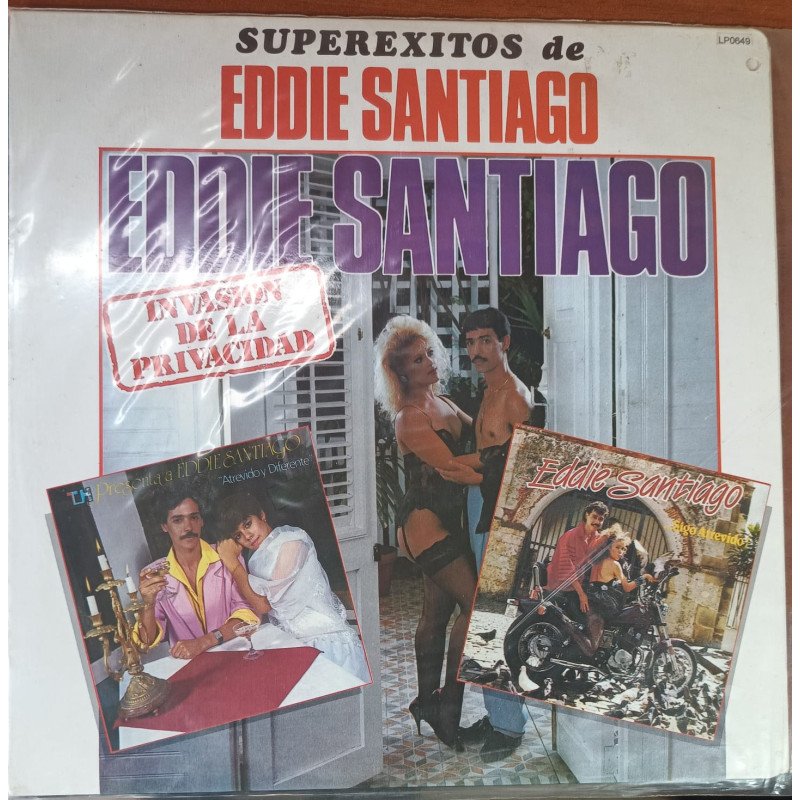 SUPEREXITOS de
LP0649
EDDIE SANTIAGO
EDDIE SANTIAGO
INVASION
DE LA
PRIVACIDAD
TH Presenta a EDDIE SANTIAGO
"Atrevido y Diferente"
Eddie Santiago
"Sigo Atrevido"